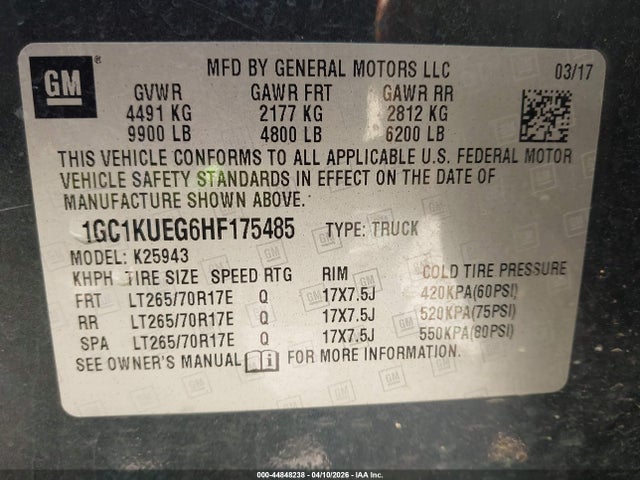 GM
®
MFD BY GENERAL MOTORS LLC 03/17
GVWR GAWR FRT GAWR RR
4491 KG 2177 KG 2812 KG
9900 LB 4800 LB 6200 LB
THIS VEHICLE CONFORMS TO ALL APPLICABLE U.S. FEDERAL MOTOR
VEHICLE SAFETY STANDARDS IN EFFECT ON THE DATE OF
MANUFACTURE SHOWN ABOVE.
1GC1KUEG6HF175485 TYPE: TRUCK
MODEL: K25943
KHPH TIRE SIZE SPEED RTG RIM COLD TIRE PRESSURE
FRT LT265/70R17E Q 17X7.5J 420KPA(60PSI)
RR LT265/70R17E Q 17X7.5J 520KPA(75PSI)
SPA LT265/70R17E Q 17X7.5J 550KPA(80PSI)
SEE OWNER'S MANUAL FOR MORE INFORMATION.
000-44848238 - 04/10/2026 - IAA Inc.